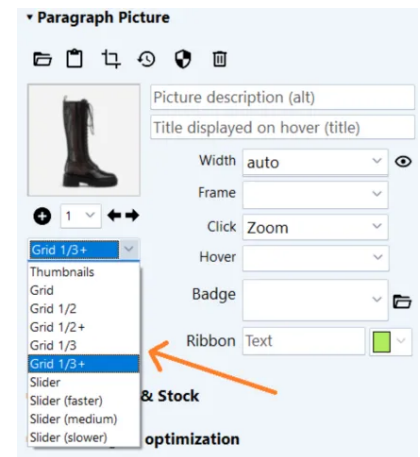 Paragraph Picture
Picture description (alt)
Title displayed on hover (title)
Width auto
Frame
1
Click Zoom
Grid 1/3+
Hover
Thumbnails
Grid
Badge
Grid 1/2
Grid 1/2+
Grid 1/3
Ribbon Text
Grid 1/3+
Slider
Slider (faster)
& Stock
Slider (medium)
Slider (slower)
optimization